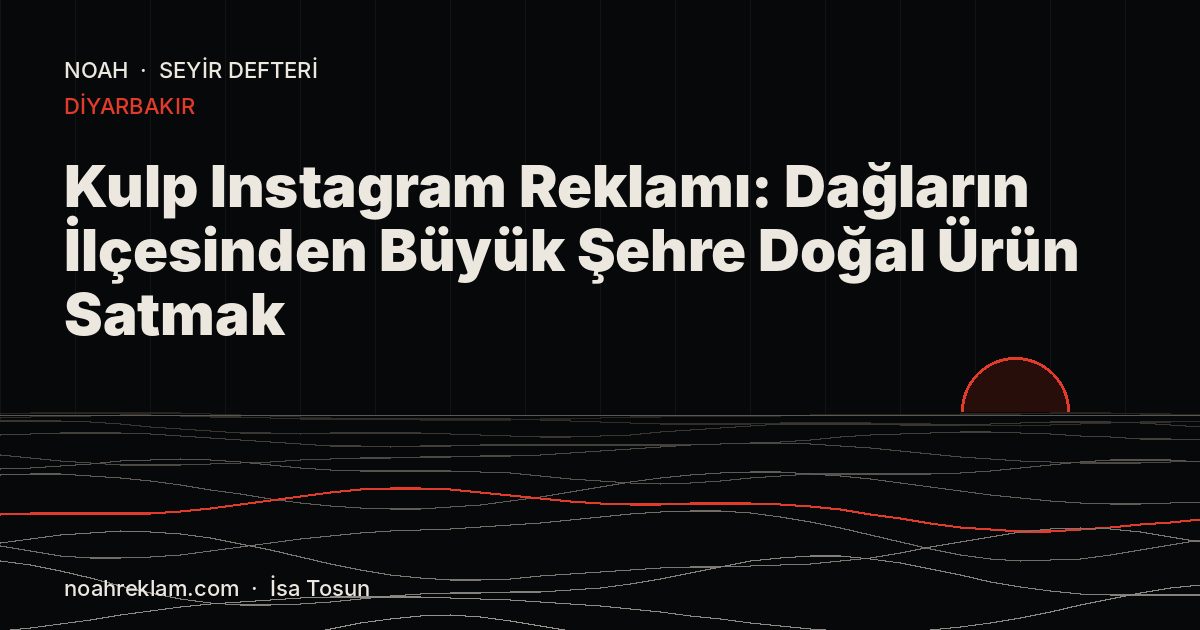 NOAH · SEYİR DEFTERİ
DİYARBAKIR
Kulp Instagram Reklamı: Dağların
İlçesinden Büyük Şehre Doğal Ürün
Satmak
noahreklam.com · İsa Tosun